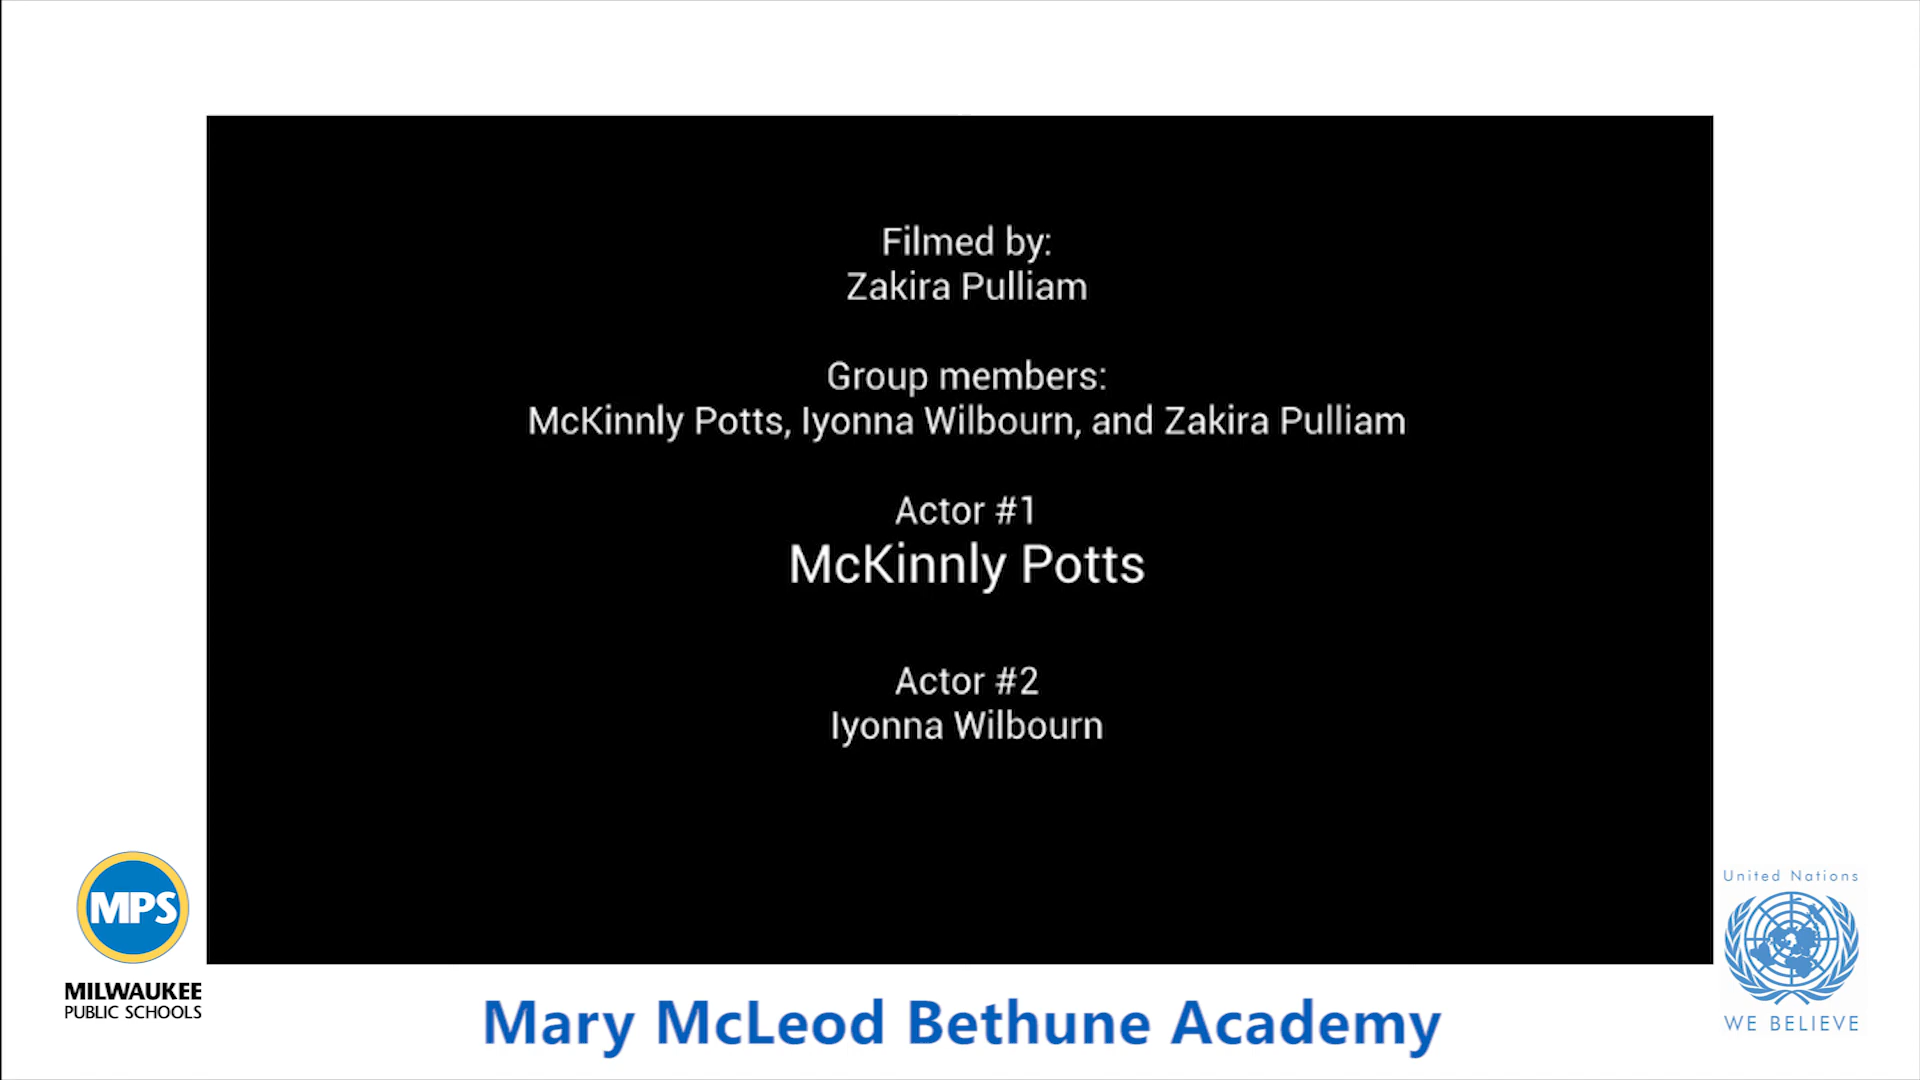 Filmed by:
Zakira Pulliam
Group members:
McKinnly Potts, Iyonna Wilbourn, and Zakira Pulliam
Actor #1
McKinnly Potts
Actor #2
Iyonna Wilbourn
MPS
MILWAUKEE
PUBLIC SCHOOLS
Mary McLeod Bethune Academy
United Nations
WE BELIEVE